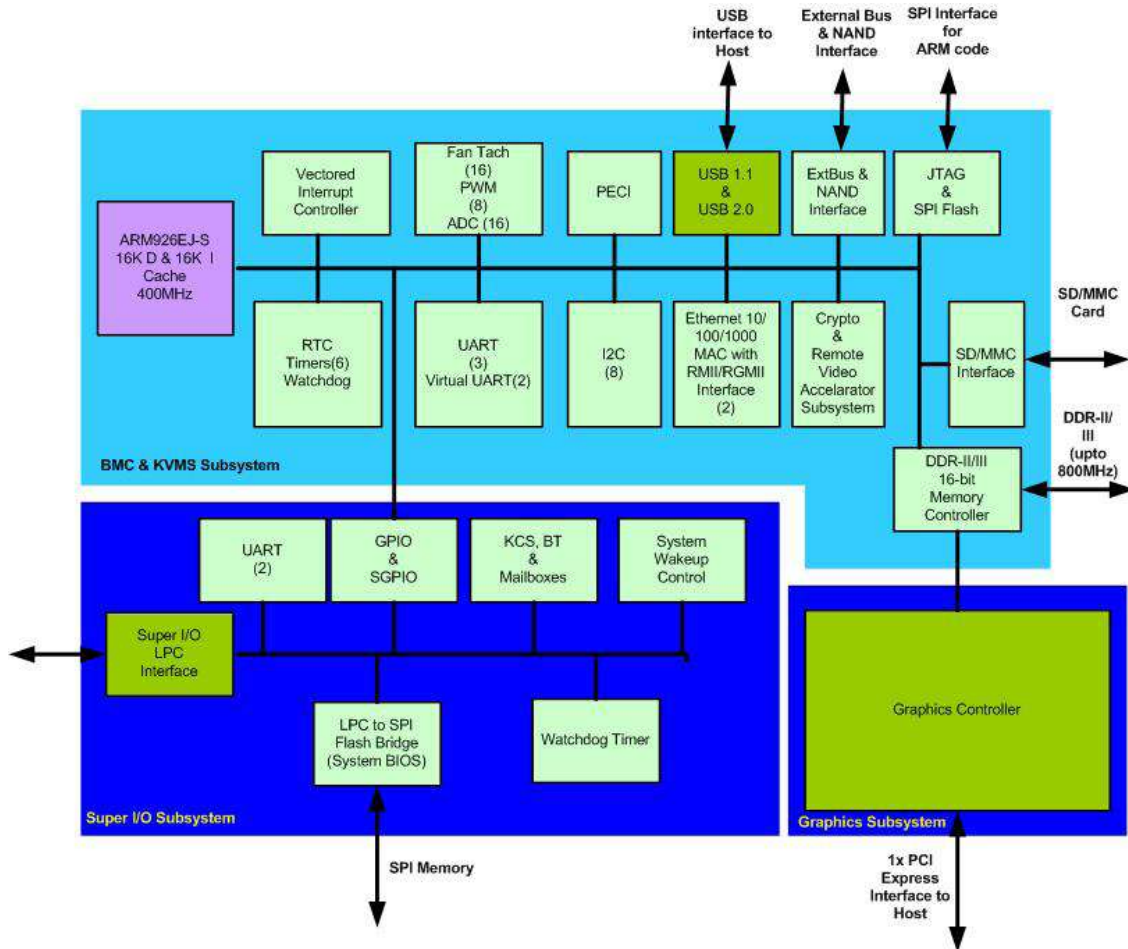 USB
interface to
Host
External Bus
& NAND
Interface
SPI Interface
for
ARM code
Vectored
Interrupt
Controller
Fan Tach
(16)
PWM
(8)
ADC (16)
PECI
USB 1.1
&
USB 2.0
ExtBus &
NAND
Interface
JTAG
&
SPI Flash
ARM926EJ-S
16K D & 16K I
Cache
400MHz
RTC
Timers(6)
Watchdog
UART
(3)
Virtual UART(2)
I2C
(8)
Ethernet 10/
100/1000
MAC with
RMII/RGMII
Interface
(2)
Crypto
&
Remote
Video
Accelarator
Subsystem
SD/MMC
Interface
SD/MMC
Card
DDR-II/
III
(upto
800MHz)
DDR-II/III
16-bit
Memory
Controller
BMC & KVMS Subsystem
UART
(2)
GPIO
&
SGPIO
KCS, BT
&
Mailboxes
System
Wakeup
Control
Super I/O
LPC
Interface
LPC to SPI
Flash Bridge
(System BIOS)
Watchdog Timer
Super I/O Subsystem
SPI Memory
Graphics Controller
Graphics Subsystem
1x PCI
Express
Interface to
Host